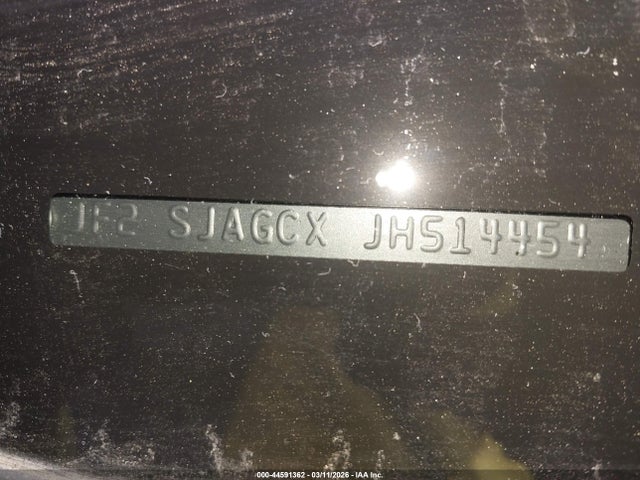 JF2 SJAGCX JH514454
000-44591362 - 03/11/2026 - IAA Inc.